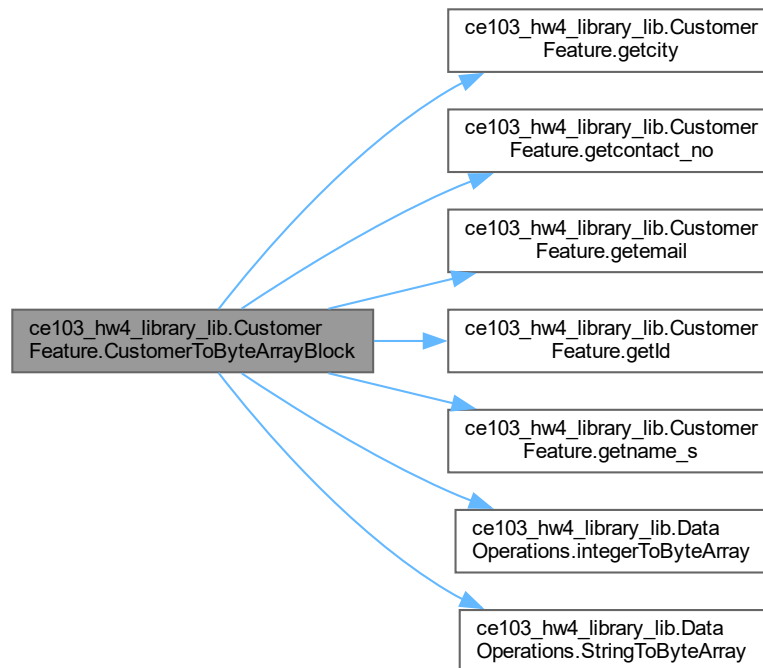 ce103_hw4_library_lib.Customer
Feature.getcity
ce103_hw4_library_lib.Customer
Feature.getcontact_no
ce103_hw4_library_lib.Customer
Feature.getemail
ce103_hw4_library_lib.Customer
Feature.CustomerToByteArrayBlock
ce103_hw4_library_lib.Customer
Feature.getId
ce103_hw4_library_lib.Customer
Feature.getname_s
ce103_hw4_library_lib.Data
Operations.integerToByteArray
ce103_hw4_library_lib.Data
Operations.StringToByteArray